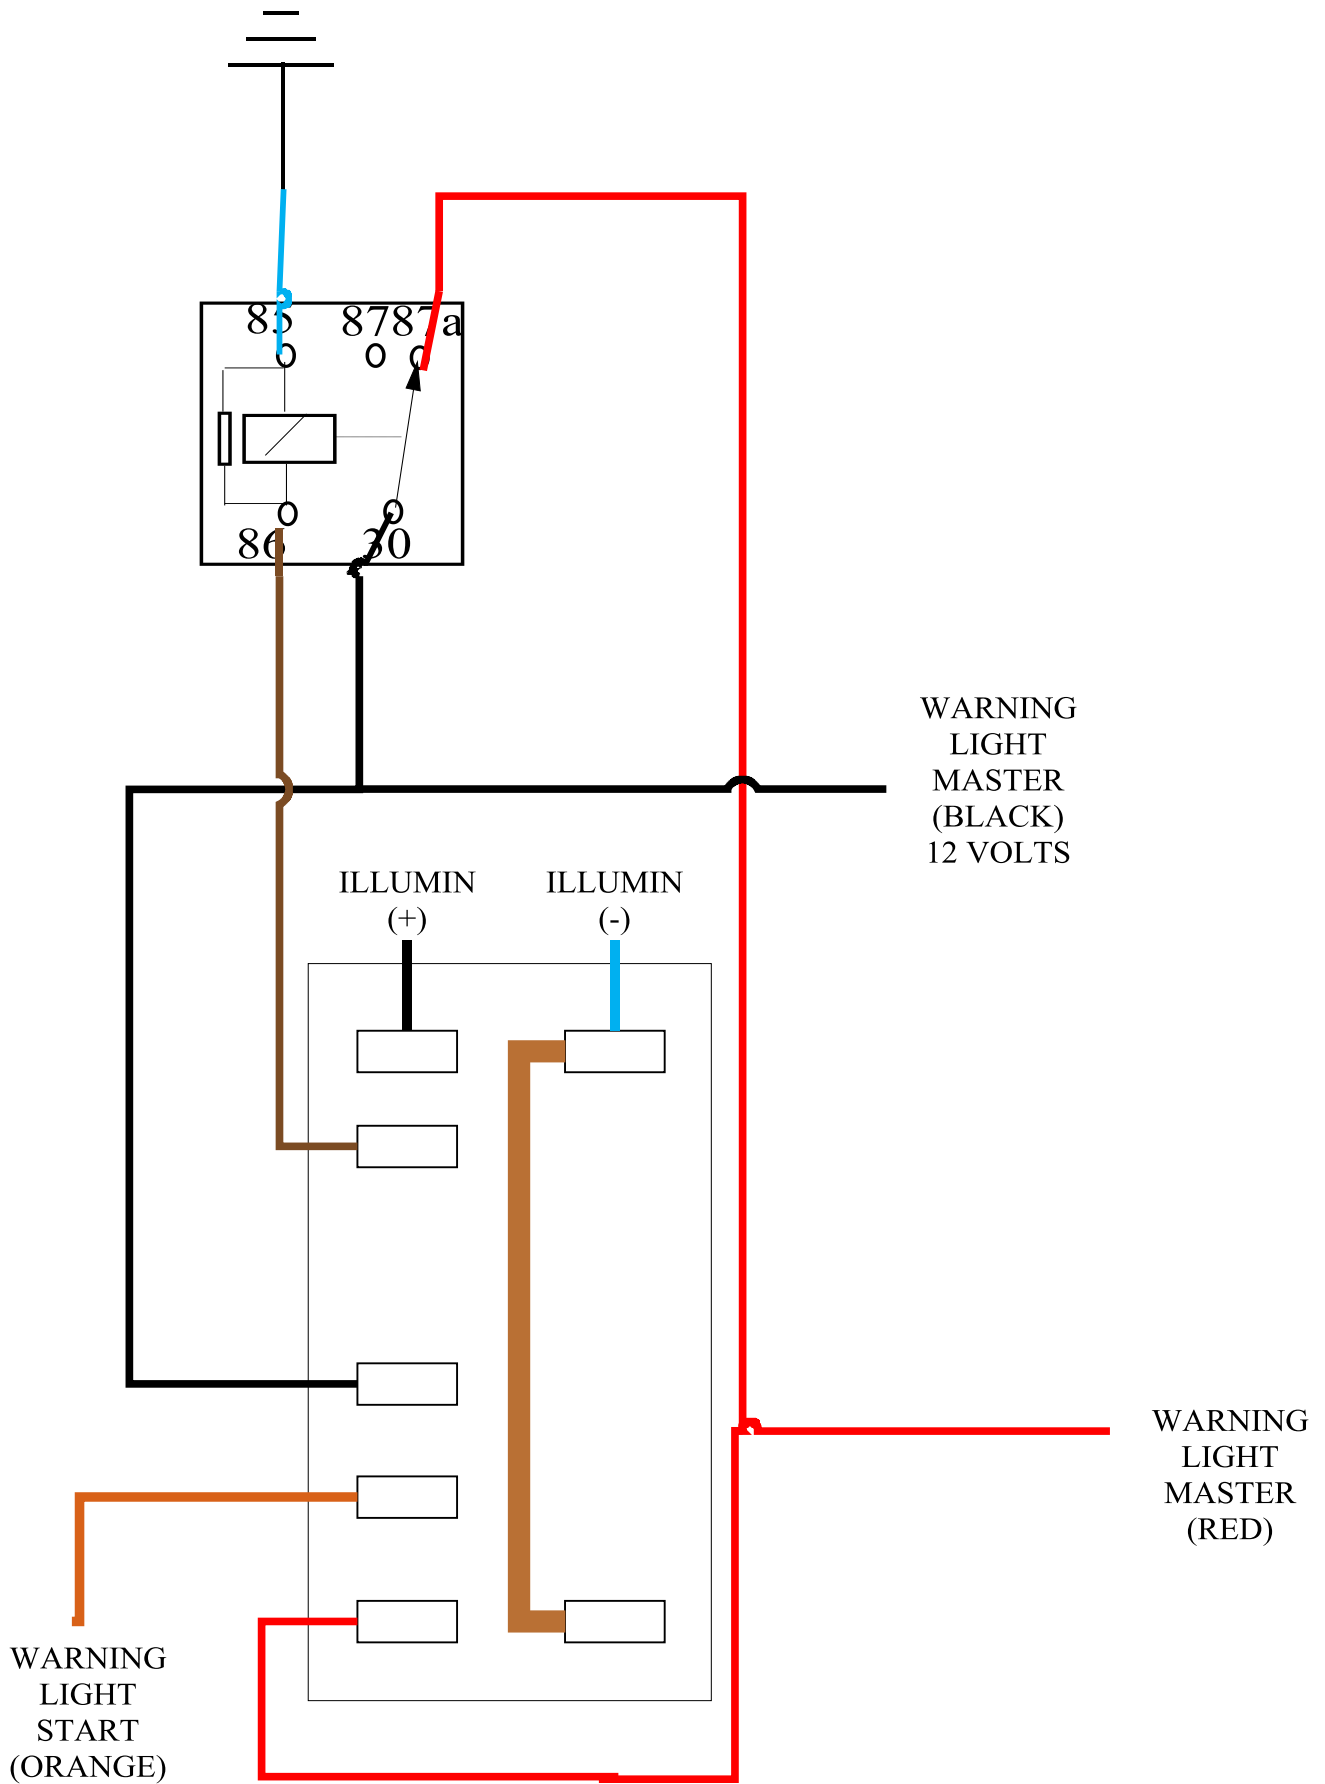 85
87
87a
86
30
WARNING
LIGHT
MASTER
(BLACK)
12 VOLTS
ILLUMIN
(+)
ILLUMIN
(-)
WARNING
LIGHT
MASTER
(RED)
WARNING
LIGHT
START
(ORANGE)